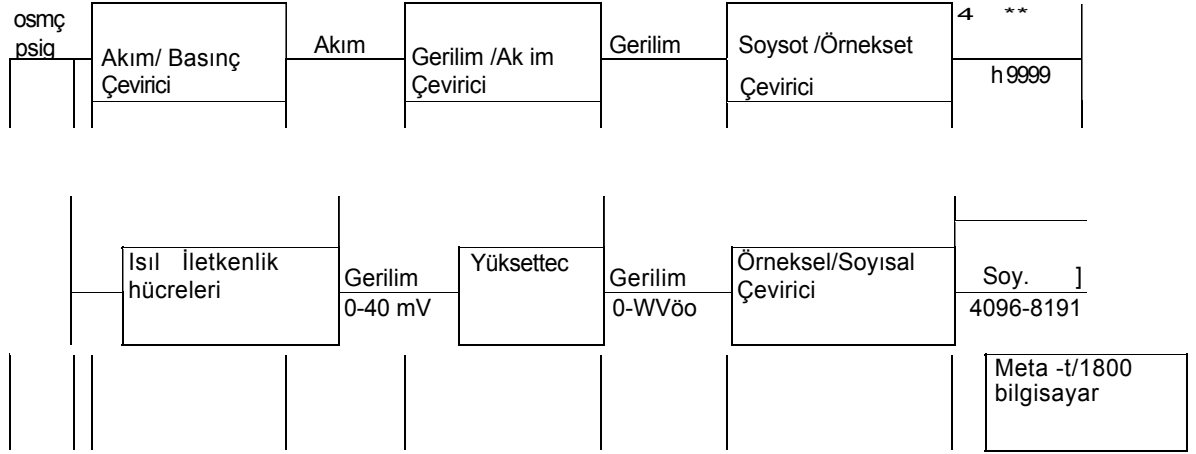 osmç
psig
Akım/ Basınç
Çevirici
Akım
Gerilim /Ak im
Çevirici
Gerilim
Soysot /Örnekset
Çevirici
4 **
h 9999
Isıl İletkenlik
hücreleri
Gerilim
0-40 mV
Yüksettec
Gerilim
0-WVöo
Örneksel/Soyısal
Çevirici
Soy. ]
4096-8191
Meta -t/1800
bilgisayar